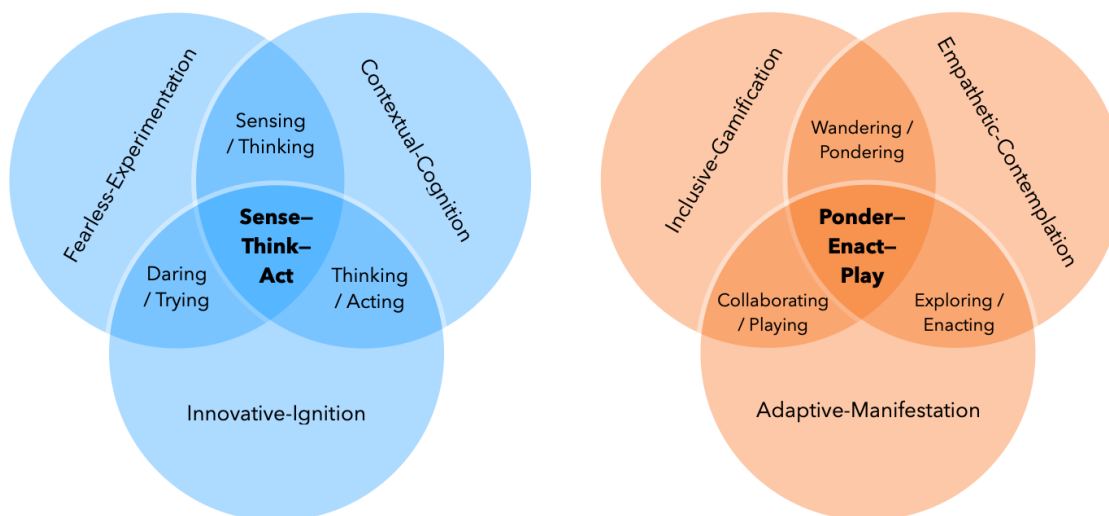 Fearless-Experimentation
Contextual-Cognition
Sensing
/ Thinking
Sense–
Think–
Act
Daring
/ Trying
Thinking
/ Acting
Innovative-Ignition
Inclusive-Gamification
Empathetic-Contemplation
Wandering /
Pondering
Ponder–
Enact–
Play
Collaborating
/ Playing
Exploring /
Enacting
Adaptive-Manifestation